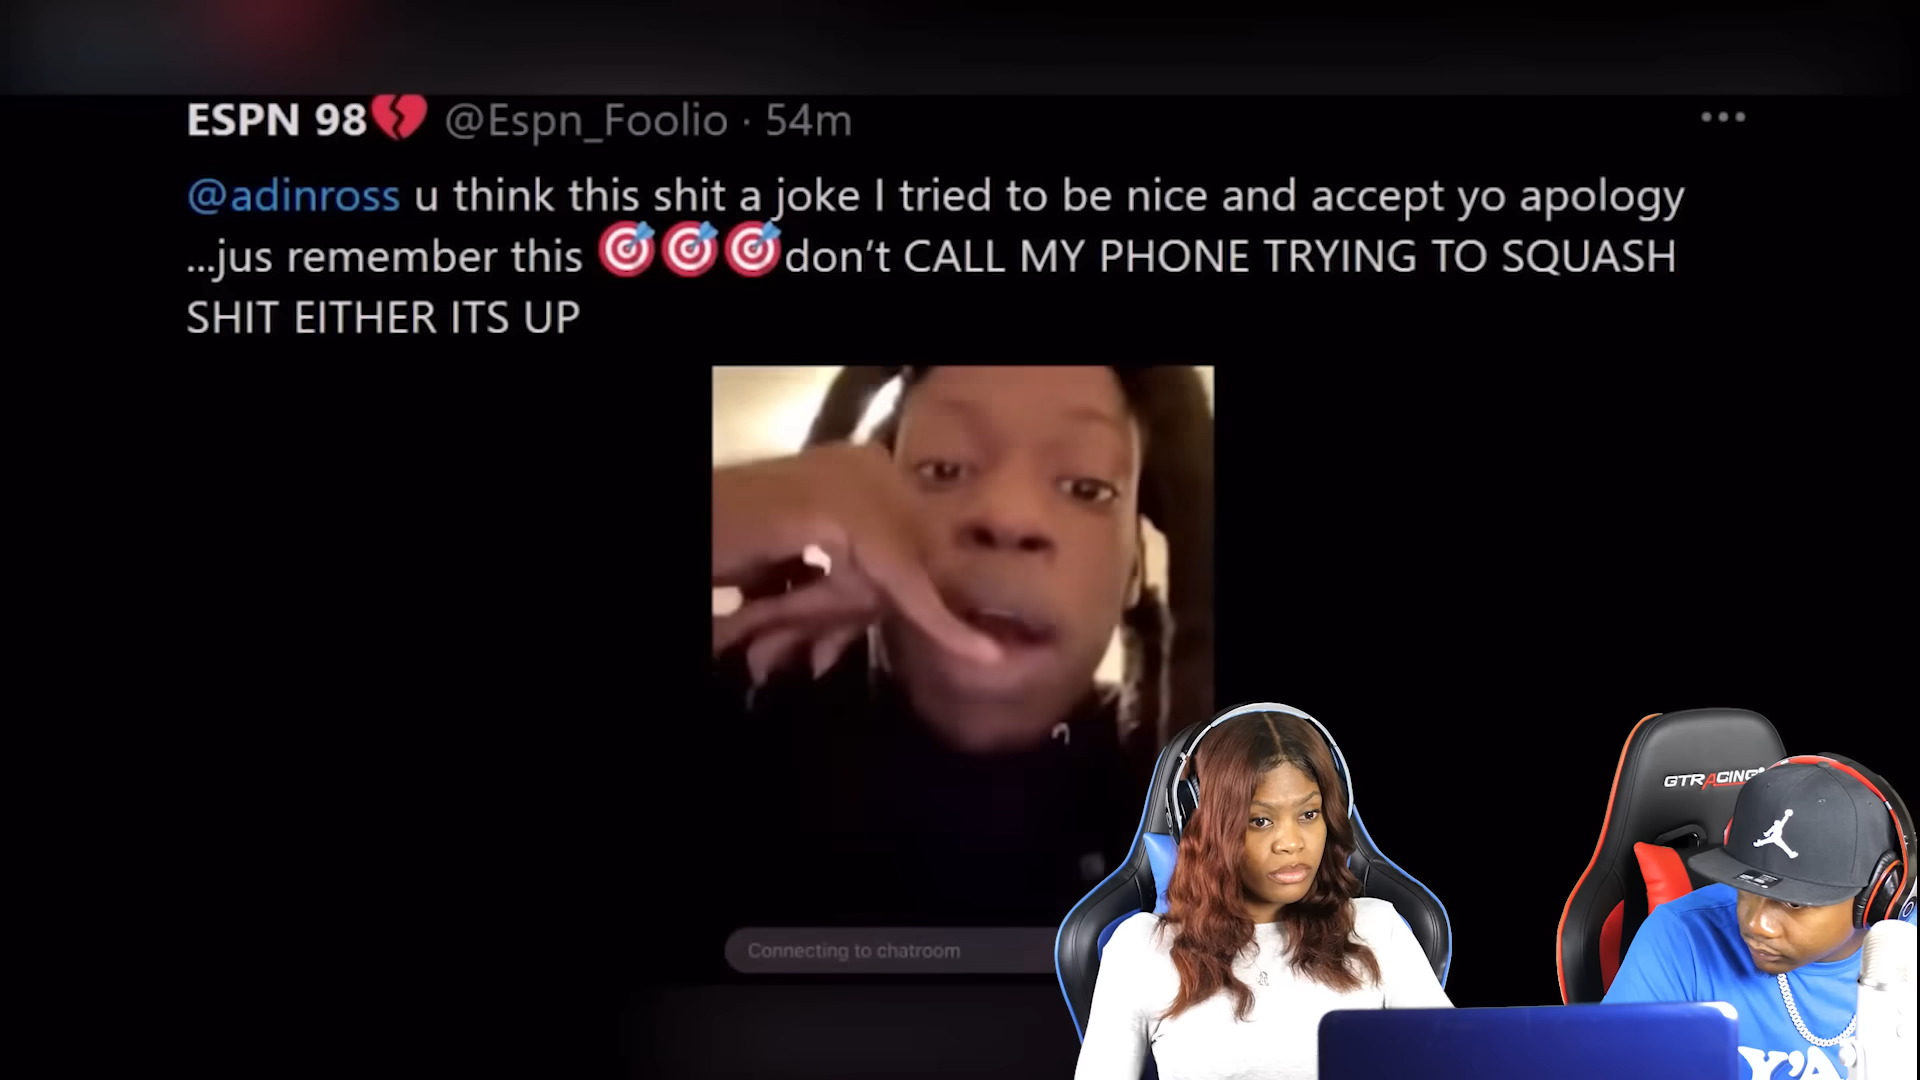 ESPN 98💔 @Espn_Foolio · 54m
@adinross u think this shit a joke I tried to be nice and accept yo apology
...jus remember this 🎯🎯🎯don't CALL MY PHONE TRYING TO SQUASH
SHIT EITHER ITS UP
Connecting to chatroom
GTRACING
Y'A